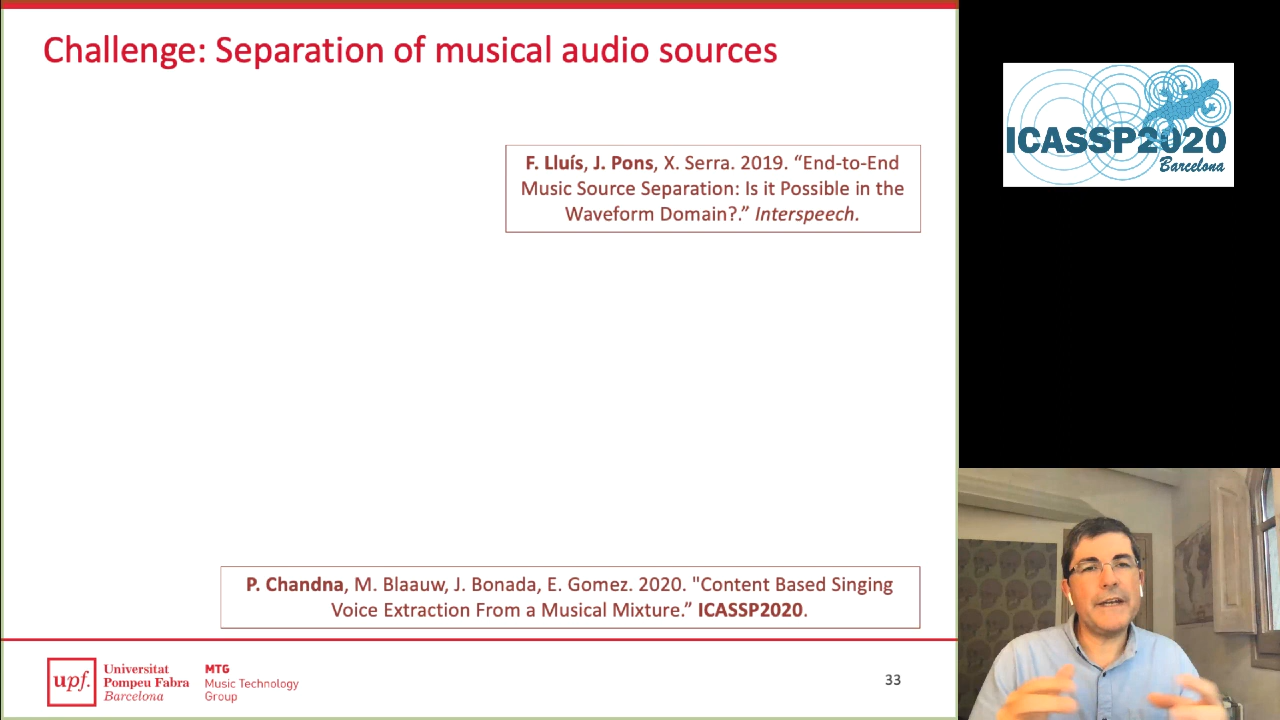 Challenge: Separation of musical audio sources
F. Lluís, J. Pons, X. Serra. 2019. “End-to-End
Music Source Separation: Is it Possible in the
Waveform Domain?.” Interspeech.
P. Chandna, M. Blaauw, J. Bonada, E. Gomez. 2020. "Content Based Singing
Voice Extraction From a Musical Mixture.” ICASSP2020.
upf.
Universitat
Pompeu Fabra
Barcelona
MTG
Music Technology
Group
33
ICASSP2020
Barcelona